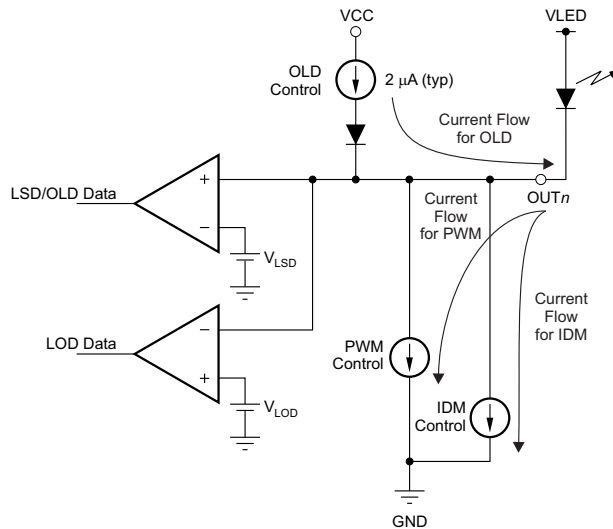 VCC
VLED
OLD
Control
2 μA (typ)
Current Flow
for OLD
LSD/OLD Data
+
−
VLSD
OUTn
Current
Flow
for PWM
LOD Data
−
+
VLOD
PWM
Control
IDM
Control
Current
Flow
for IDM
GND